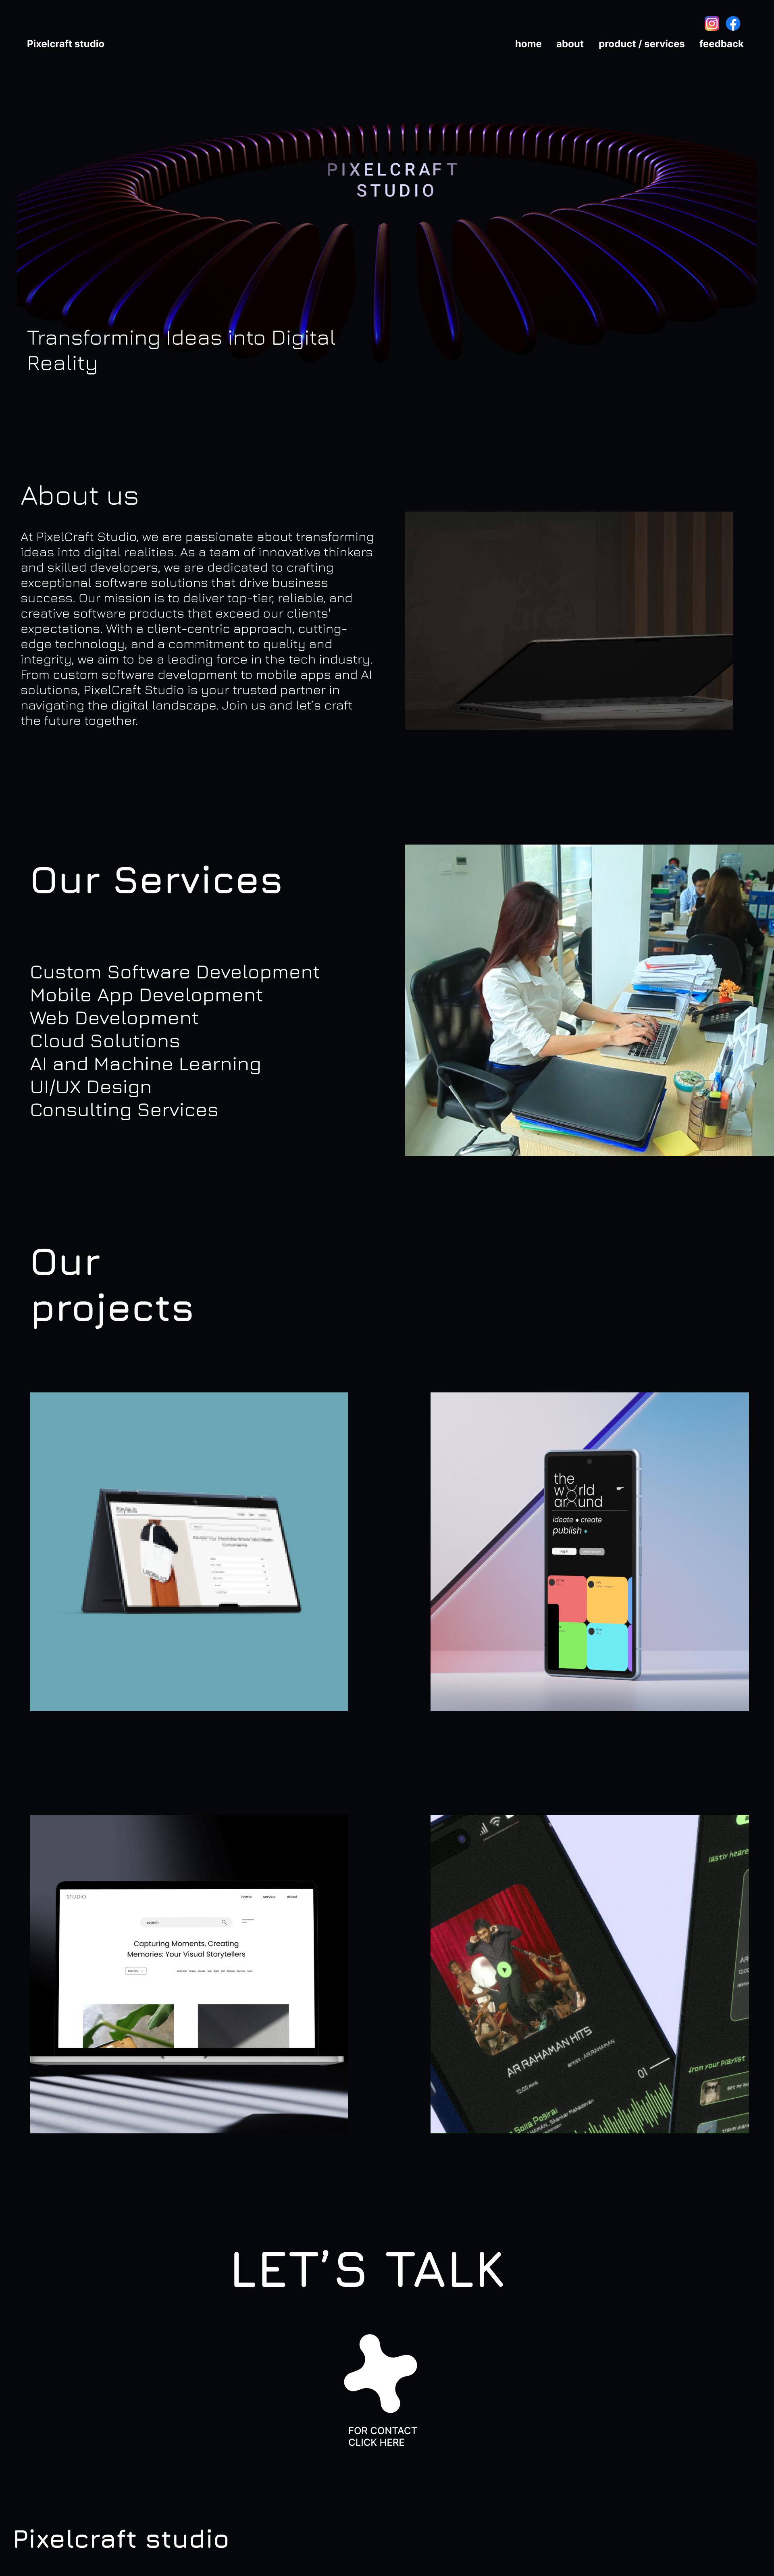 Pixelcraft studio
home about product / services feedback
PIXELCRAFT
STUDIO
Transforming Ideas into Digital
Reality
About us
At PixelCraft Studio, we are passionate about transforming
ideas into digital realities. As a team of innovative thinkers
and skilled developers, we are dedicated to crafting
exceptional software solutions that drive business
success. Our mission is to deliver top-tier, reliable, and
creative software products that exceed our clients'
expectations. With a client-centric approach, cutting-
edge technology, and a commitment to quality and
integrity, we aim to be a leading force in the tech industry.
From custom software development to mobile apps and AI
solutions, PixelCraft Studio is your trusted partner in
navigating the digital landscape. Join us and let’s craft
the future together.
Our Services
Custom Software Development
Mobile App Development
Web Development
Cloud Solutions
AI and Machine Learning
UI/UX Design
Consulting Services
Our
projects
the
world
around
ideate • create
publish •
log in
STUDIO
home service about
search
Capturing Moments, Creating
Memories: Your Visual Storytellers
lastly heared
AR RAHAMAN HITS
artist : ARRAHAMAN
01
from your Playlist
LET’S TALK
FOR CONTACT
CLICK HERE
Pixelcraft studio